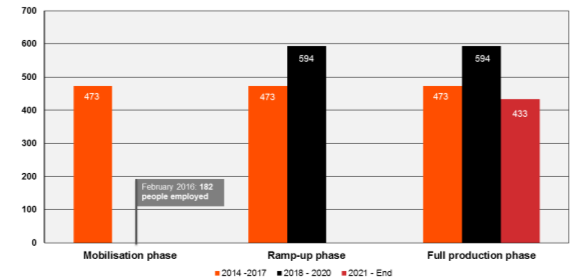 700
600
500
400
300
200
100
0
473
473
594
473
594
433
February 2016: 182
people employed
Mobilisation phase
Ramp-up phase
Full production phase
2014 -2017
2018 - 2020
2021 - End